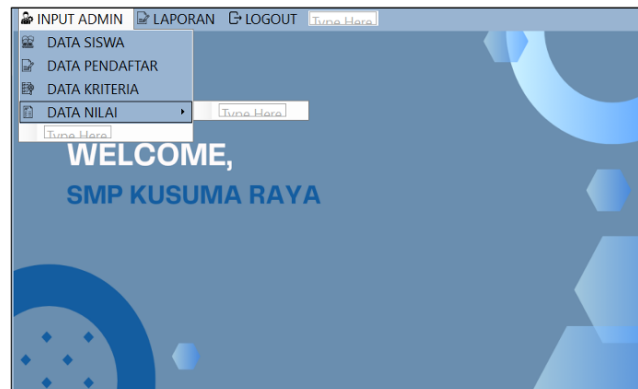 INPUT ADMIN LAPORAN LOGOUT Type Here
DATA SISWA
DATA PENDAFTAR
DATA KRITERIA
DATA NILAI Type Here
Type Here
WELCOME,
SMP KUSUMA RAYA